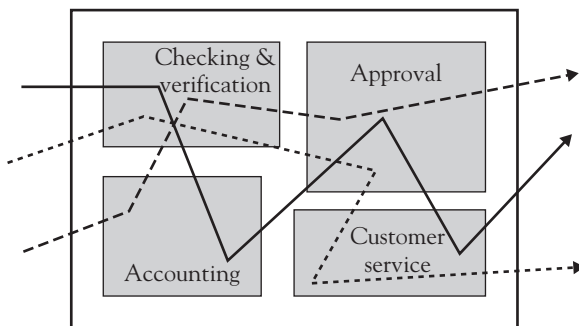 Checking &
verification
Approval
Accounting
Customer
service